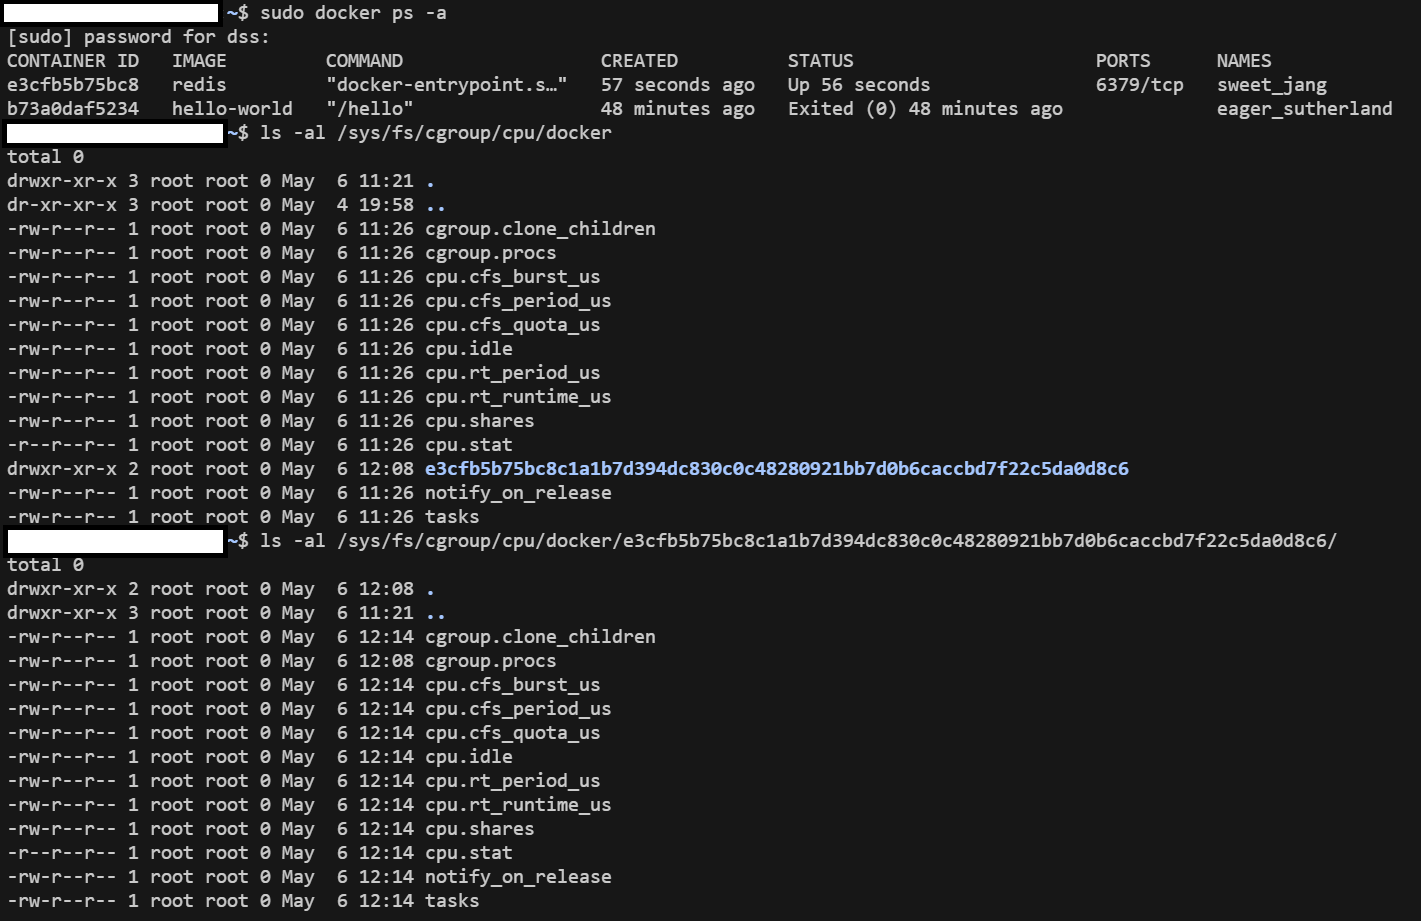 ~$ sudo docker ps -a
[sudo] password for dss:
CONTAINER ID   IMAGE         COMMAND                  CREATED          STATUS                      PORTS      NAMES
e3cfb5b75bc8   redis         "docker-entrypoint.s…"   57 seconds ago   Up 56 seconds               6379/tcp   sweet_jang
b73a0daf5234   hello-world   "/hello"                 48 minutes ago   Exited (0) 48 minutes ago              eager_sutherland
~$ ls -al /sys/fs/cgroup/cpu/docker
total 0
drwxr-xr-x 3 root root 0 May  6 11:21 .
dr-xr-xr-x 3 root root 0 May  4 19:58 ..
-rw-r--r-- 1 root root 0 May  6 11:26 cgroup.clone_children
-rw-r--r-- 1 root root 0 May  6 11:26 cgroup.procs
-rw-r--r-- 1 root root 0 May  6 11:26 cpu.cfs_burst_us
-rw-r--r-- 1 root root 0 May  6 11:26 cpu.cfs_period_us
-rw-r--r-- 1 root root 0 May  6 11:26 cpu.cfs_quota_us
-rw-r--r-- 1 root root 0 May  6 11:26 cpu.idle
-rw-r--r-- 1 root root 0 May  6 11:26 cpu.rt_period_us
-rw-r--r-- 1 root root 0 May  6 11:26 cpu.rt_runtime_us
-rw-r--r-- 1 root root 0 May  6 11:26 cpu.shares
-r--r--r-- 1 root root 0 May  6 11:26 cpu.stat
drwxr-xr-x 2 root root 0 May  6 12:08 e3cfb5b75bc8c1a1b7d394dc830c0c48280921bb7d0b6caccbd7f22c5da0d8c6
-rw-r--r-- 1 root root 0 May  6 11:26 notify_on_release
-rw-r--r-- 1 root root 0 May  6 11:26 tasks
~$ ls -al /sys/fs/cgroup/cpu/docker/e3cfb5b75bc8c1a1b7d394dc830c0c48280921bb7d0b6caccbd7f22c5da0d8c6/
total 0
drwxr-xr-x 2 root root 0 May  6 12:08 .
drwxr-xr-x 3 root root 0 May  6 11:21 ..
-rw-r--r-- 1 root root 0 May  6 12:14 cgroup.clone_children
-rw-r--r-- 1 root root 0 May  6 12:08 cgroup.procs
-rw-r--r-- 1 root root 0 May  6 12:14 cpu.cfs_burst_us
-rw-r--r-- 1 root root 0 May  6 12:14 cpu.cfs_period_us
-rw-r--r-- 1 root root 0 May  6 12:14 cpu.cfs_quota_us
-rw-r--r-- 1 root root 0 May  6 12:14 cpu.idle
-rw-r--r-- 1 root root 0 May  6 12:14 cpu.rt_period_us
-rw-r--r-- 1 root root 0 May  6 12:14 cpu.rt_runtime_us
-rw-r--r-- 1 root root 0 May  6 12:14 cpu.shares
-r--r--r-- 1 root root 0 May  6 12:14 cpu.stat
-rw-r--r-- 1 root root 0 May  6 12:14 notify_on_release
-rw-r--r-- 1 root root 0 May  6 12:14 tasks